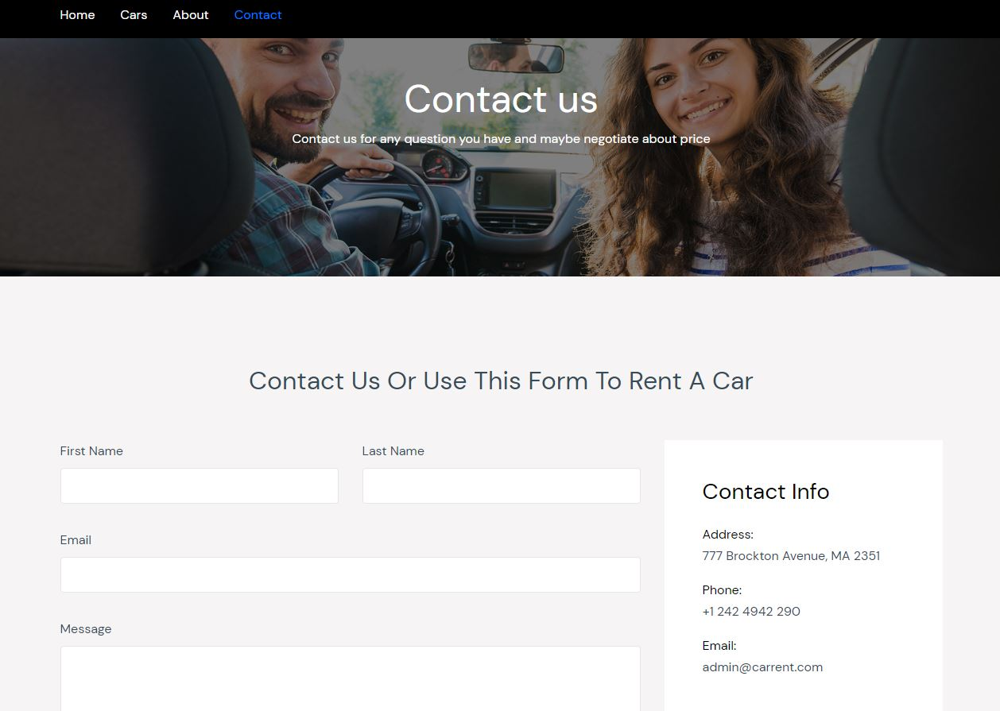 Home Cars About Contact
Contact us
Contact us for any question you have and maybe negotiate about price
Contact Us Or Use This Form To Rent A Car
First Name Last Name
Email
Message
Contact Info
Address:
777 Brockton Avenue, MA 2351
Phone:
+1 242 4942 290
Email:
admin@carrent.com